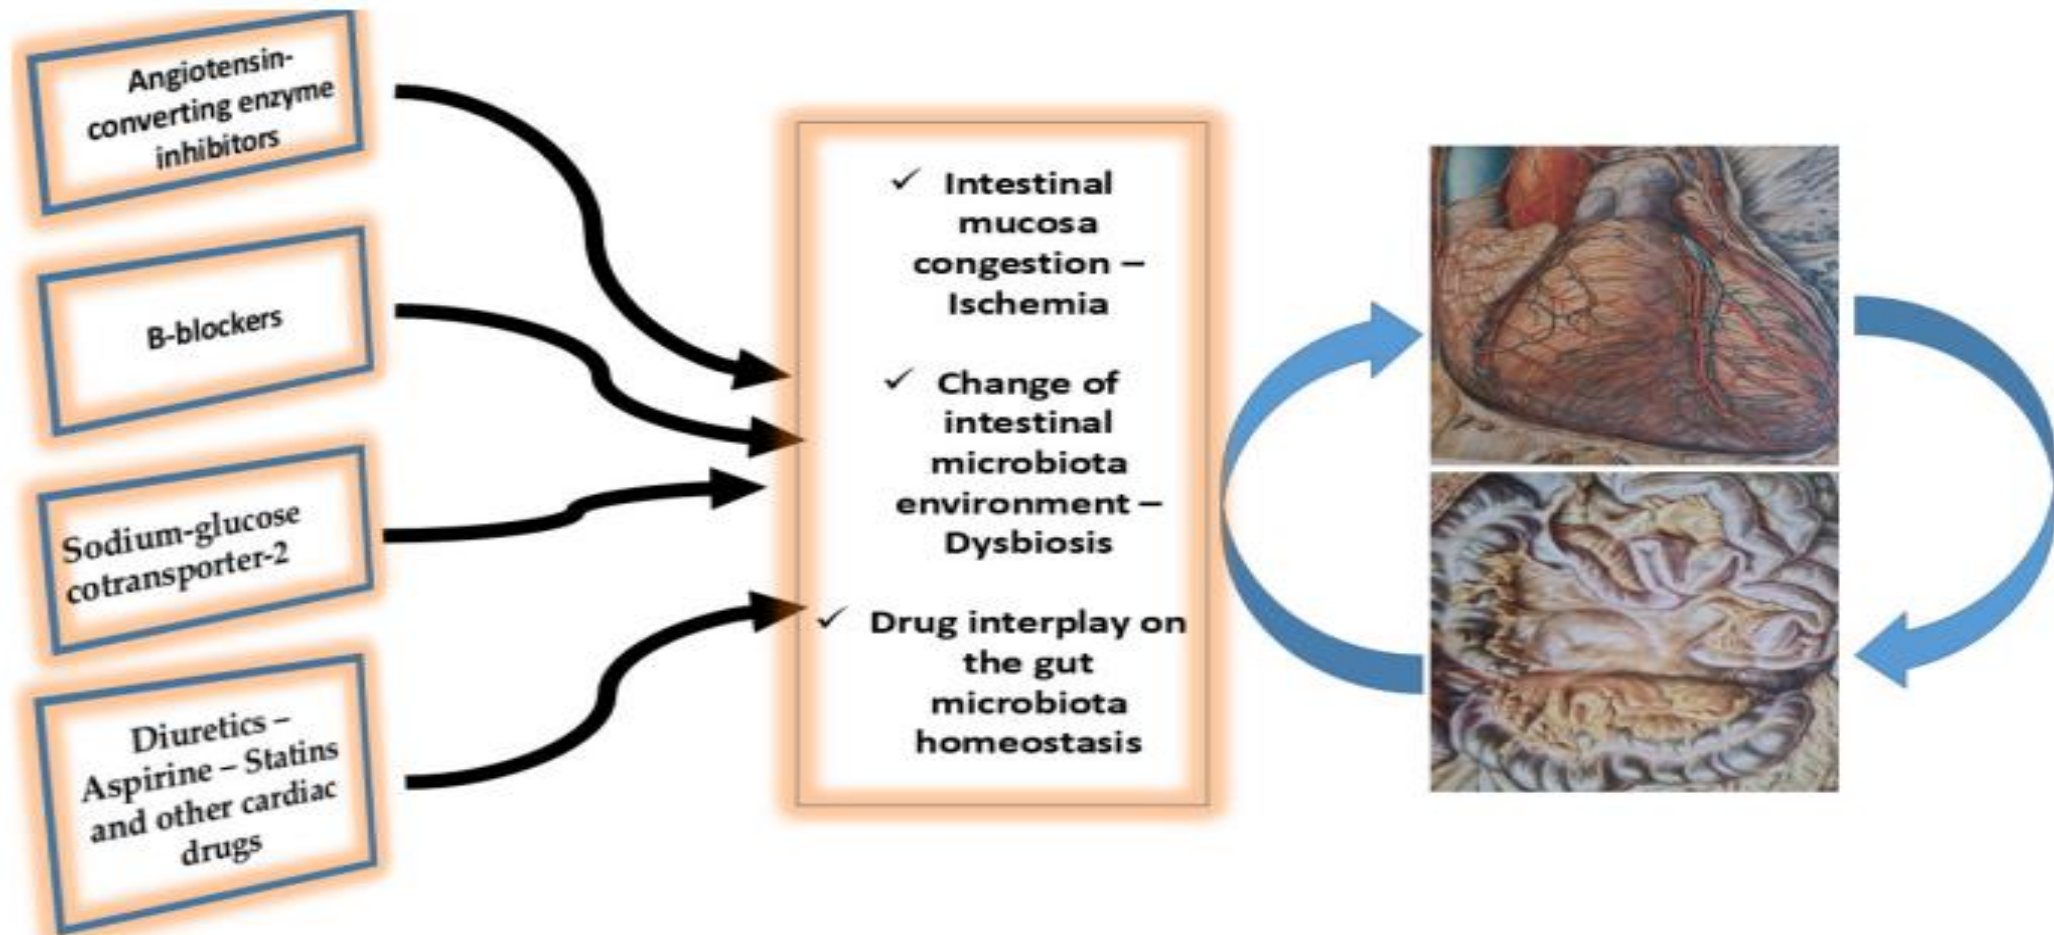 Angiotensin-
converting enzyme
inhibitors
B-blockers
Sodium-glucose
cotransporter-2
Diuretics –
Aspirine – Statins
and other cardiac
drugs
✓ Intestinal
mucosa
congestion –
Ischemia
✓ Change of
intestinal
microbiota
environment –
Dysbiosis
✓ Drug interplay on
the gut
microbiota
homeostasis